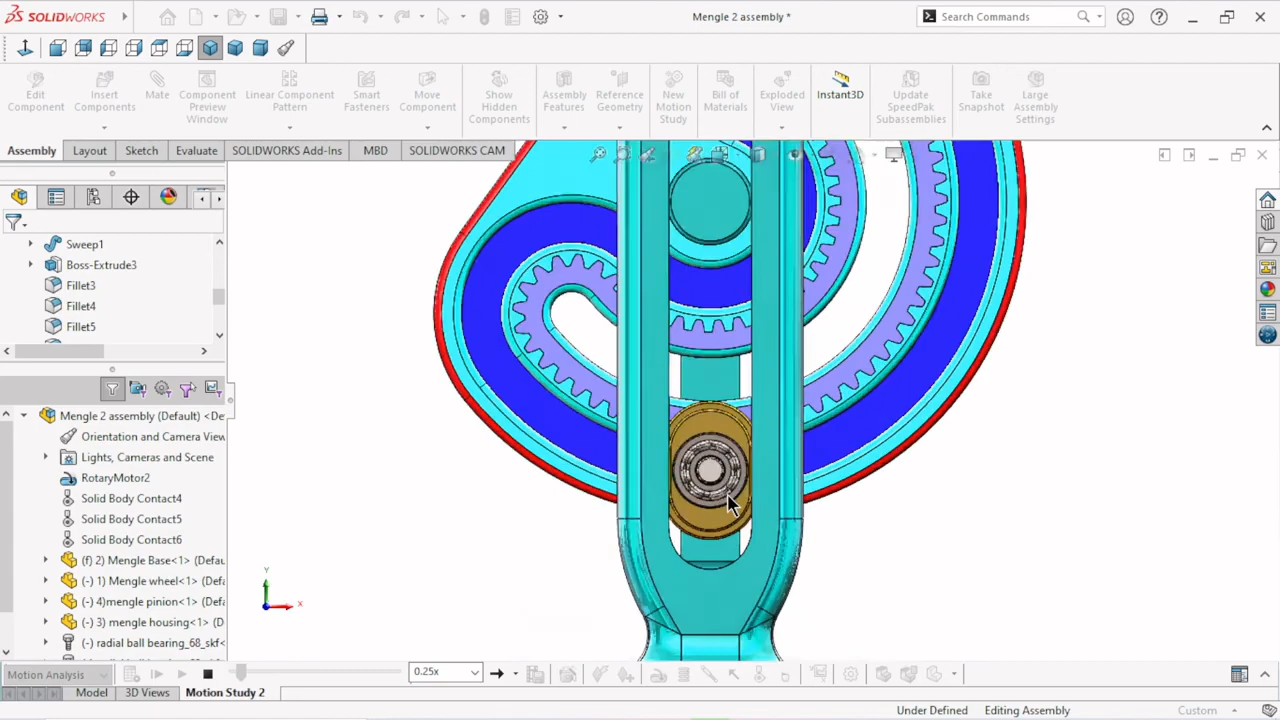 SOLIDWORKS
Mengle 2 assembly *
Search Commands
Edit Component
Insert Components
Mate
Component Preview Window
Linear Component Pattern
Smart Fasteners
Move Component
Show Hidden Components
Assembly Features
Reference Geometry
New Motion Study
Bill of Materials
Exploded View
Instant3D
Update SpeedPak Subassemblies
Take Snapshot
Large Assembly Settings
Assembly
Layout
Sketch
Evaluate
SOLIDWORKS Add-Ins
MBD
SOLIDWORKS CAM
Sweep1
Boss-Extrude3
Fillet3
Fillet4
Fillet5
Mengle 2 assembly (Default) <De
Orientation and Camera View
Lights, Cameras and Scene
RotaryMotor2
Solid Body Contact4
Solid Body Contact5
Solid Body Contact6
(f) 2) Mengle Base<1> (Defau
(-) 1) Mengle wheel<1> (Def
(-) 4)mengle pinion<1> (Defa
(-) 3) mengle housing<1> (D
(-) radial ball bearing_68_skf<
Y
X
Motion Analysis
0.25x
Model
3D Views
Motion Study 2
Under Defined
Editing Assembly
Custom